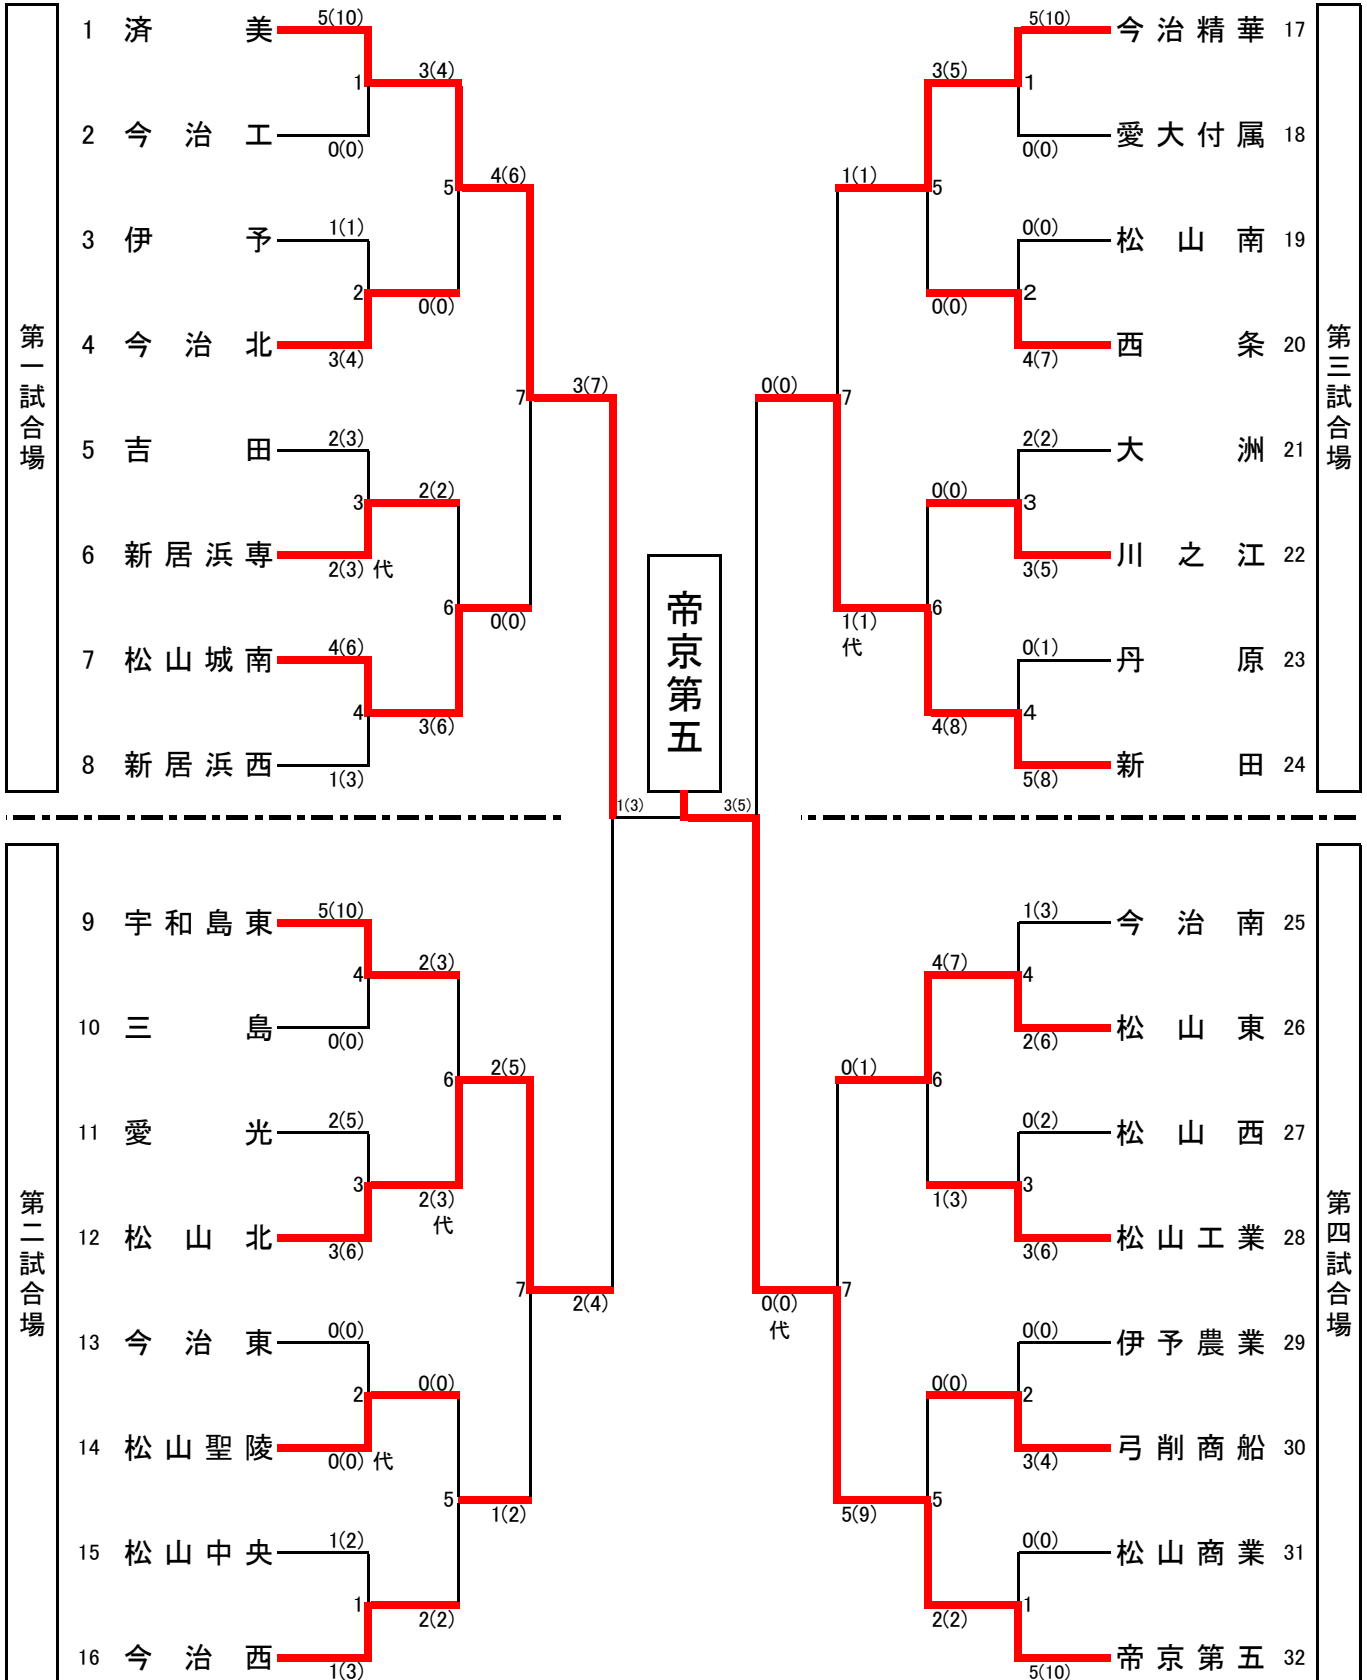 第一試合場
1 済美 5(10)
1 3(4)
2 今治工 0(0)
5 4(6)
3 伊予 1(1)
2 0(0)
4 今治北 3(4)
7 3(7)
5 吉田 2(3)
3 2(2)
6 新居浜専 2(3) 代
6 0(0)
7 松山城南 4(6)
4 3(6)
8 新居浜西 1(3)
第二試合場
9 宇和島東 5(10)
4 2(3)
10 三島 0(0)
6 2(5)
11 愛光 2(5)
3 2(3) 代
12 松山北 3(6)
7 2(4)
13 今治東 0(0)
2 0(0)
14 松山聖陵 0(0) 代
5 1(2)
15 松山中央 1(2)
1 2(2)
16 今治西 1(3)
帝京第五
1(3) 3(5)
第三試合場
5(10) 今治精華 17
3(5) 1
0(0) 愛大付属 18
1(1) 5
0(0) 松山南 19
0(0) 2
4(7) 西条 20
0(0) 7
2(2) 大洲 21
0(0) 3
3(5) 川之江 22
1(1) 代 6
0(1) 丹原 23
4(8) 4
5(8) 新田 24
第四試合場
1(3) 今治南 25
4(7) 4
2(6) 松山東 26
0(1) 6
0(2) 松山西 27
1(3) 3
3(6) 松山工業 28
0(0) 代 7
0(0) 伊予農業 29
0(0) 2
3(4) 弓削商船 30
5(9) 5
0(0) 松山商業 31
2(2) 1
5(10) 帝京第五 32